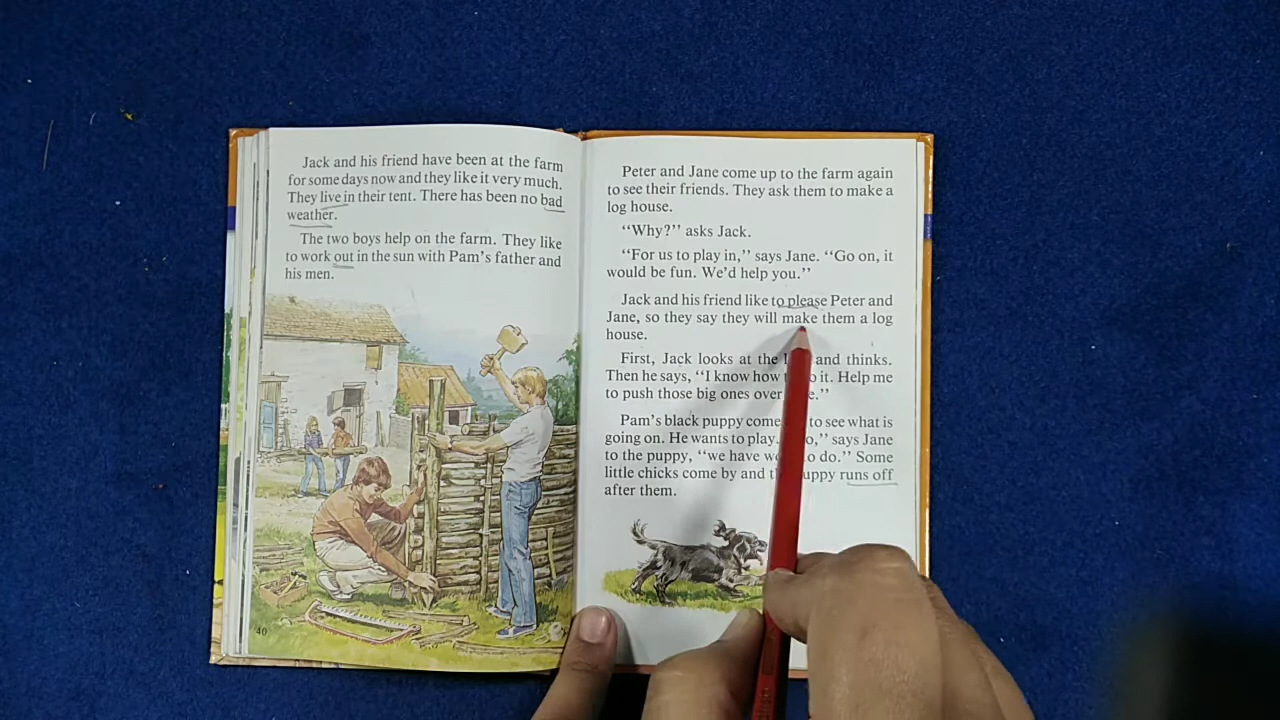 Jack and his friend have been at the farm
for some days now and they like it very much.
They live in their tent. There has been no bad
weather.
The two boys help on the farm. They like
to work out in the sun with Pam's father and
his men.
40
Peter and Jane come up to the farm again
to see their friends. They ask them to make a
log house.
“Why?” asks Jack.
“For us to play in,” says Jane. “Go on, it
would be fun. We'd help you.”
Jack and his friend like to please Peter and
Jane, so they say they will make them a log
house.
First, Jack looks at the and thinks.
Then he says, “I know how it. Help me
to push those big ones over
Pam's black puppy to see what is
going on. He wants to play. says Jane
to the puppy, “we have do.” Some
little chicks come by and runs off
after them.